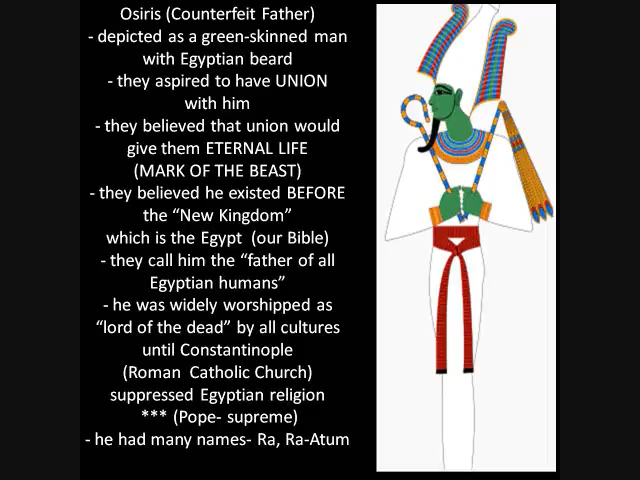 Osiris (Counterfeit Father)
- depicted as a green-skinned man
with Egyptian beard
- they aspired to have UNION
with him
- they believed that union would
give them ETERNAL LIFE
(MARK OF THE BEAST)
- they believed he existed BEFORE
the “New Kingdom”
which is the Egypt (our Bible)
- they call him the “father of all
Egyptian humans”
- he was widely worshipped as
“lord of the dead” by all cultures
until Constantinople
(Roman Catholic Church)
suppressed Egyptian religion
*** (Pope- supreme)
- he had many names- Ra, Ra-Atum